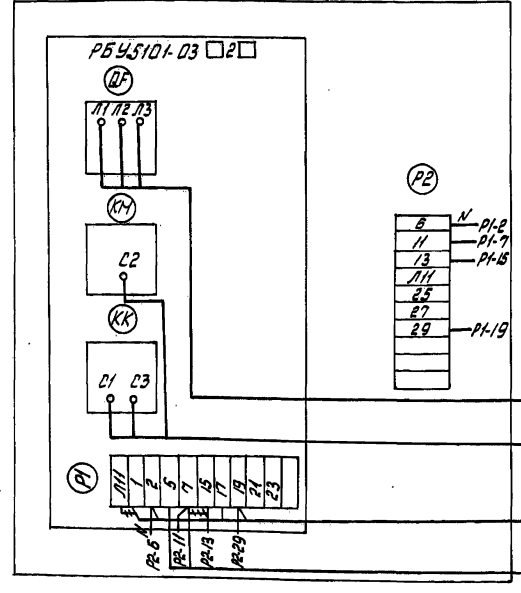 РБУ5101-03 □2□
QF
Л1 Л2 Л3
КМ
С2
КК
С1 С3
Р2
6 N Р1-2
11 Р1-7
13 Р1-15
Л11
25
27
29 Р1-19
Р1
Л11 1 2 5 7 15 17 19 21 23
N
Р2-6
Р2-11
Р2-13
Р2-29